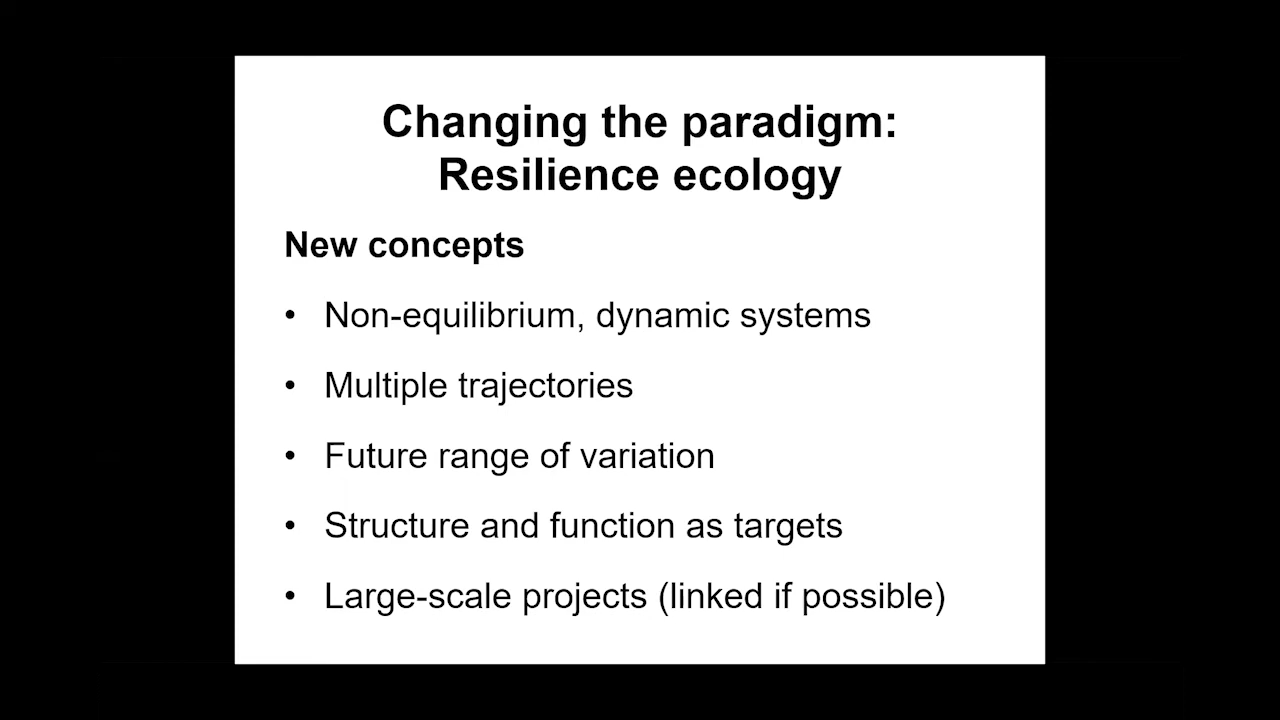 Changing the paradigm:
Resilience ecology
New concepts
• Non-equilibrium, dynamic systems
• Multiple trajectories
• Future range of variation
• Structure and function as targets
• Large-scale projects (linked if possible)